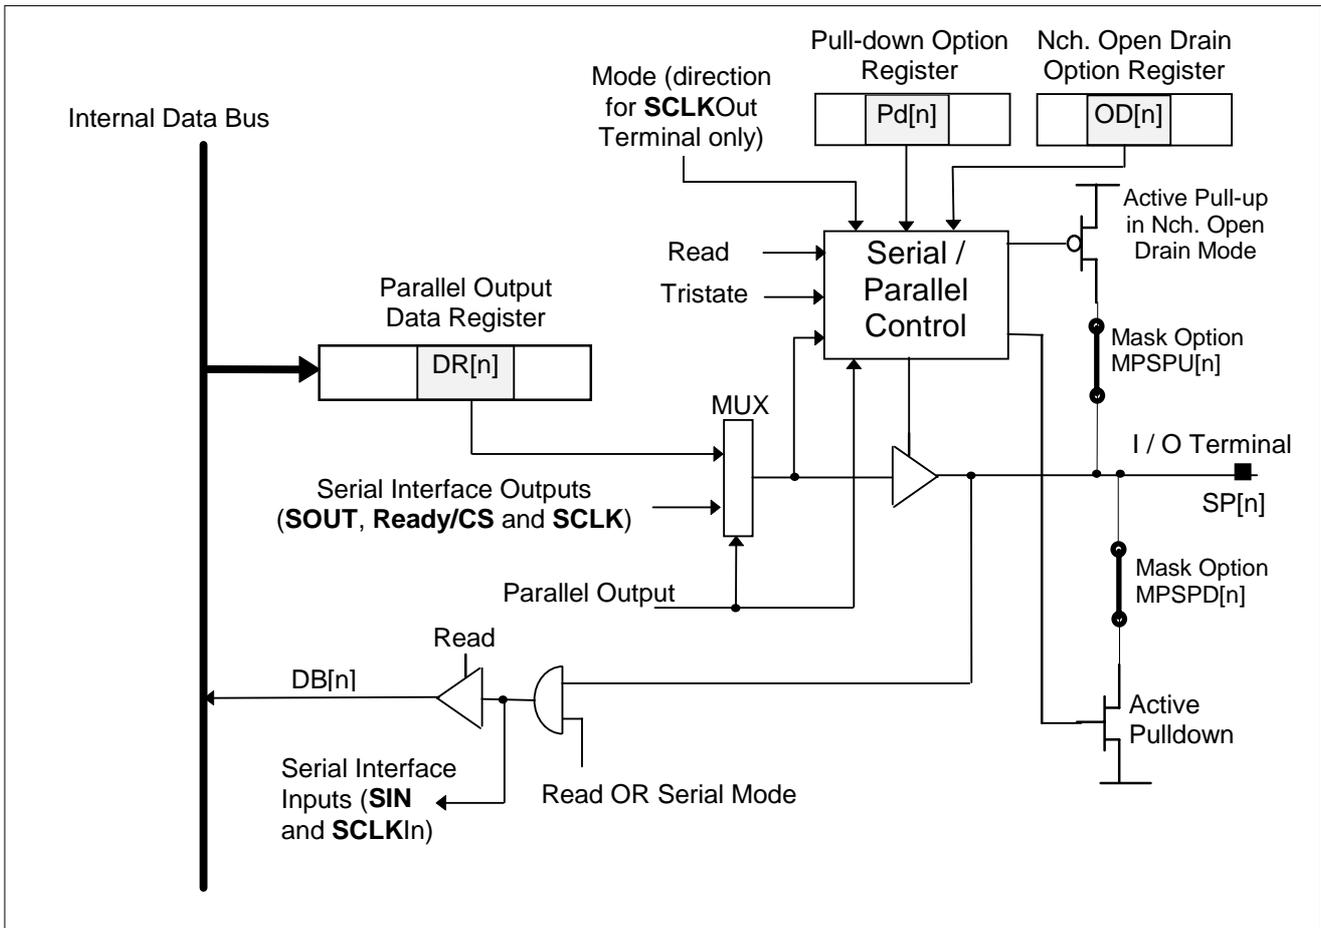 Pull-down Option
Register
Nch. Open Drain
Option Register
Mode (direction
for SCLKOut
Terminal only)
Pd[n]
OD[n]
Internal Data Bus
Active Pull-up
in Nch. Open
Drain Mode
Read
Tristate
Serial /
Parallel
Control
Parallel Output
Data Register
DR[n]
Mask Option
MPSPU[n]
MUX
I / O Terminal
SP[n]
Serial Interface Outputs
(SOUT, Ready/CS and SCLK)
Mask Option
MPSPD[n]
Parallel Output
Read
DB[n]
Active
Pulldown
Serial Interface
Inputs (SIN
and SCLKIn)
Read OR Serial Mode